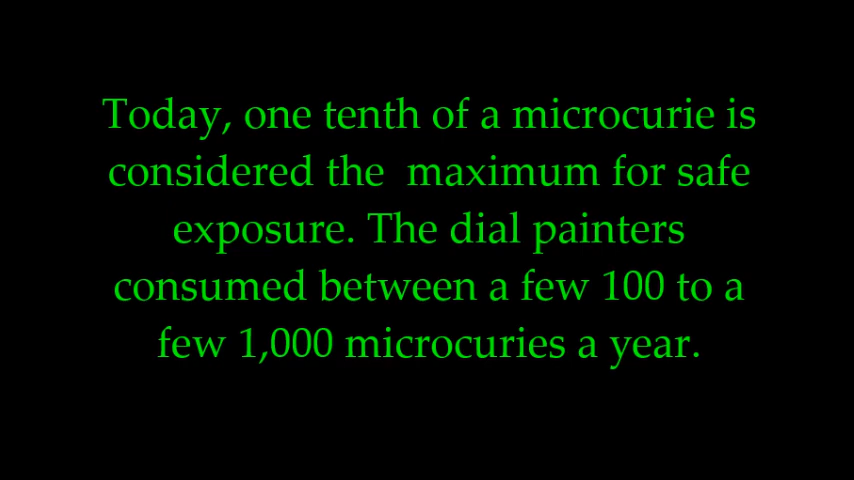 Today, one tenth of a microcurie is
considered the  maximum for safe
exposure. The dial painters
consumed between a few 100 to a
few 1,000 microcuries a year.